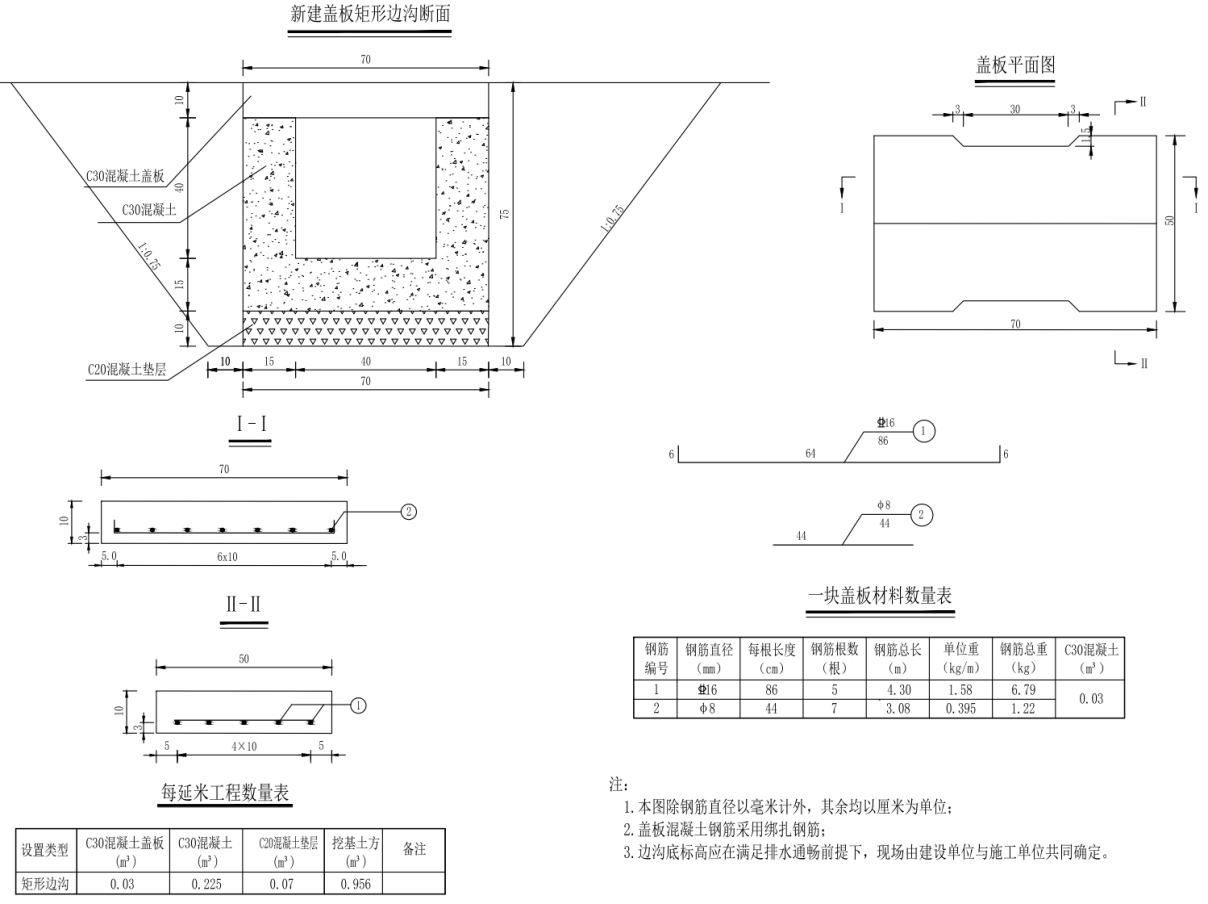 新建盖板矩形边沟断面
70
10
40
15
10
75
C30混凝土盖板
C30混凝土
C20混凝土垫层
1:0.75
1:0.75
10 15 40 15 10
70
盖板平面图
3 30 3
1.5
II
I I
50
70
II
I-I
70
10
3
5.0 6x10 5.0
2
II-II
50
10
3
5 4×10 5
1
Φ16
86
1
6 64 6
φ8
44
2
44
一块盖板材料数量表
钢筋编号 钢筋直径(mm) 每根长度(cm) 钢筋根数(根) 钢筋总长(m) 单位重(kg/m) 钢筋总重(kg) C30混凝土(m³)
1 Φ16 86 5 4.30 1.58 6.79 0.03
2 φ8 44 7 3.08 0.395 1.22
每延米工程数量表
设置类型 C30混凝土盖板(m³) C30混凝土(m³) C20混凝土垫层(m³) 挖基土方(m³) 备注
矩形边沟 0.03 0.225 0.07 0.956
注:
1.本图除钢筋直径以毫米计外，其余均以厘米为单位;
2.盖板混凝土钢筋采用绑扎钢筋;
3.边沟底标高应在满足排水通畅前提下，现场由建设单位与施工单位共同确定。